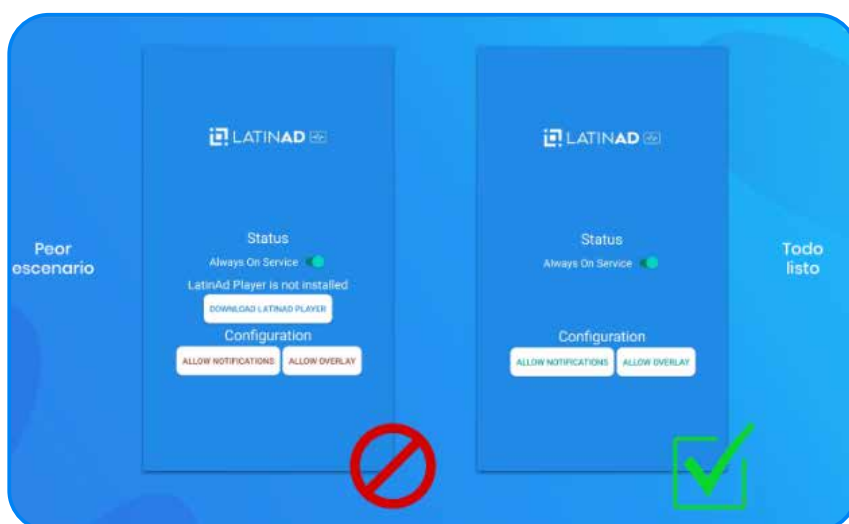 Peor
escenario
LATINAD
Status
Always On Service
LatinAd Player is not installed
DOWNLOAD LATINAD PLAYER
Configuration
ALLOW NOTIFICATIONS
ALLOW OVERLAY
LATINAD
Status
Always On Service
Configuration
ALLOW NOTIFICATIONS
ALLOW OVERLAY
Todo
listo